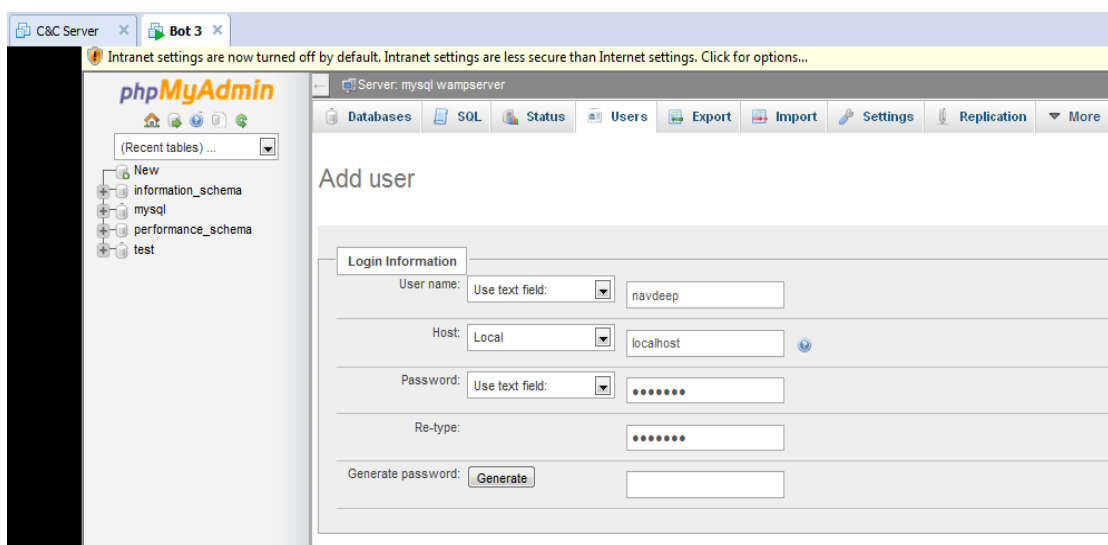 C&C Server
Bot 3
Intranet settings are now turned off by default. Intranet settings are less secure than Internet settings. Click for options...
phpMyAdmin
(Recent tables) ...
New
information_schema
mysql
performance_schema
test
Server: mysql wampserver
Databases SQL Status Users Export Import Settings Replication More
Add user
Login Information
User name: Use text field: navdeep
Host: Local localhost
Password: Use text field: •••••••
Re-type: •••••••
Generate password: Generate